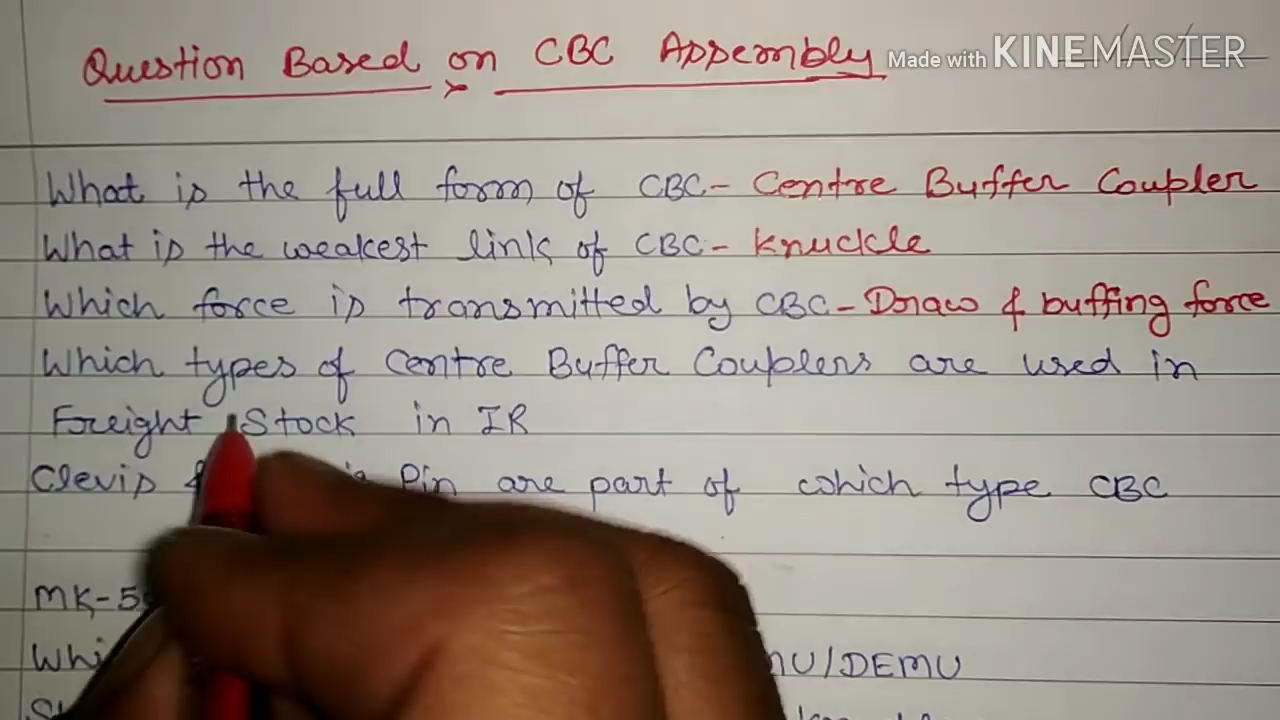 Question Based on CBC Assembly
Made with KINEMASTER
What is the full form of CBC - Centre Buffer Coupler
What is the weakest link of CBC - Knuckle
Which force is transmitted by CBC - Draw & buffing force
Which types of Centre Buffer Couplers are used in
Freight Stock in IR
Clevis & Pin are part of which type CBC
MK-5
MU/DEMU